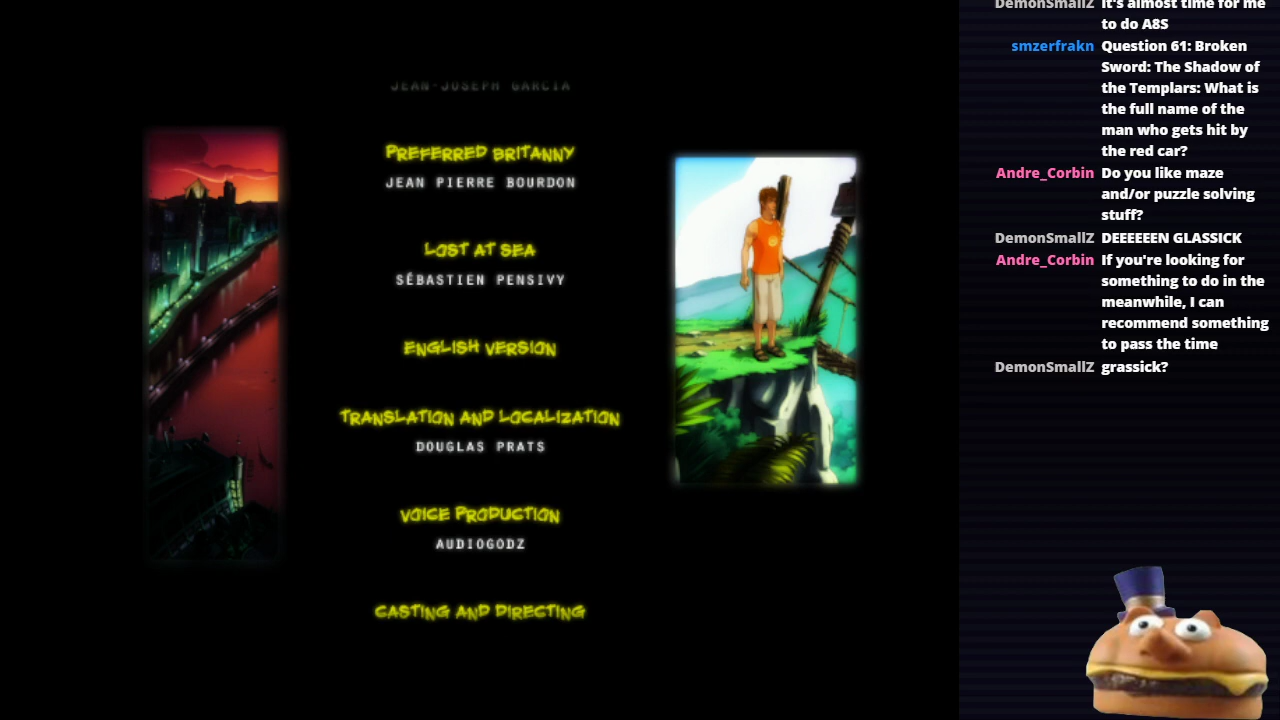 JEAN-JOSEPH GARCIA
PREFERRED BRITANNY
JEAN PIERRE BOURDON
LOST AT SEA
SÉBASTIEN PENSIVY
ENGLISH VERSION
TRANSLATION AND LOCALIZATION
DOUGLAS PRATS
VOICE PRODUCTION
AUDIOGODZ
CASTING AND DIRECTING
DemonSmallZ It's almost time for me
to do A8S
smzerfrakn Question 61: Broken
Sword: The Shadow of
the Templars: What is
the full name of the
man who gets hit by
the red car?
Andre_Corbin Do you like maze
and/or puzzle solving
stuff?
DemonSmallZ DEEEEEEN GLASSICK
Andre_Corbin If you're looking for
something to do in the
meanwhile, I can
recommend something
to pass the time
DemonSmallZ grassick?